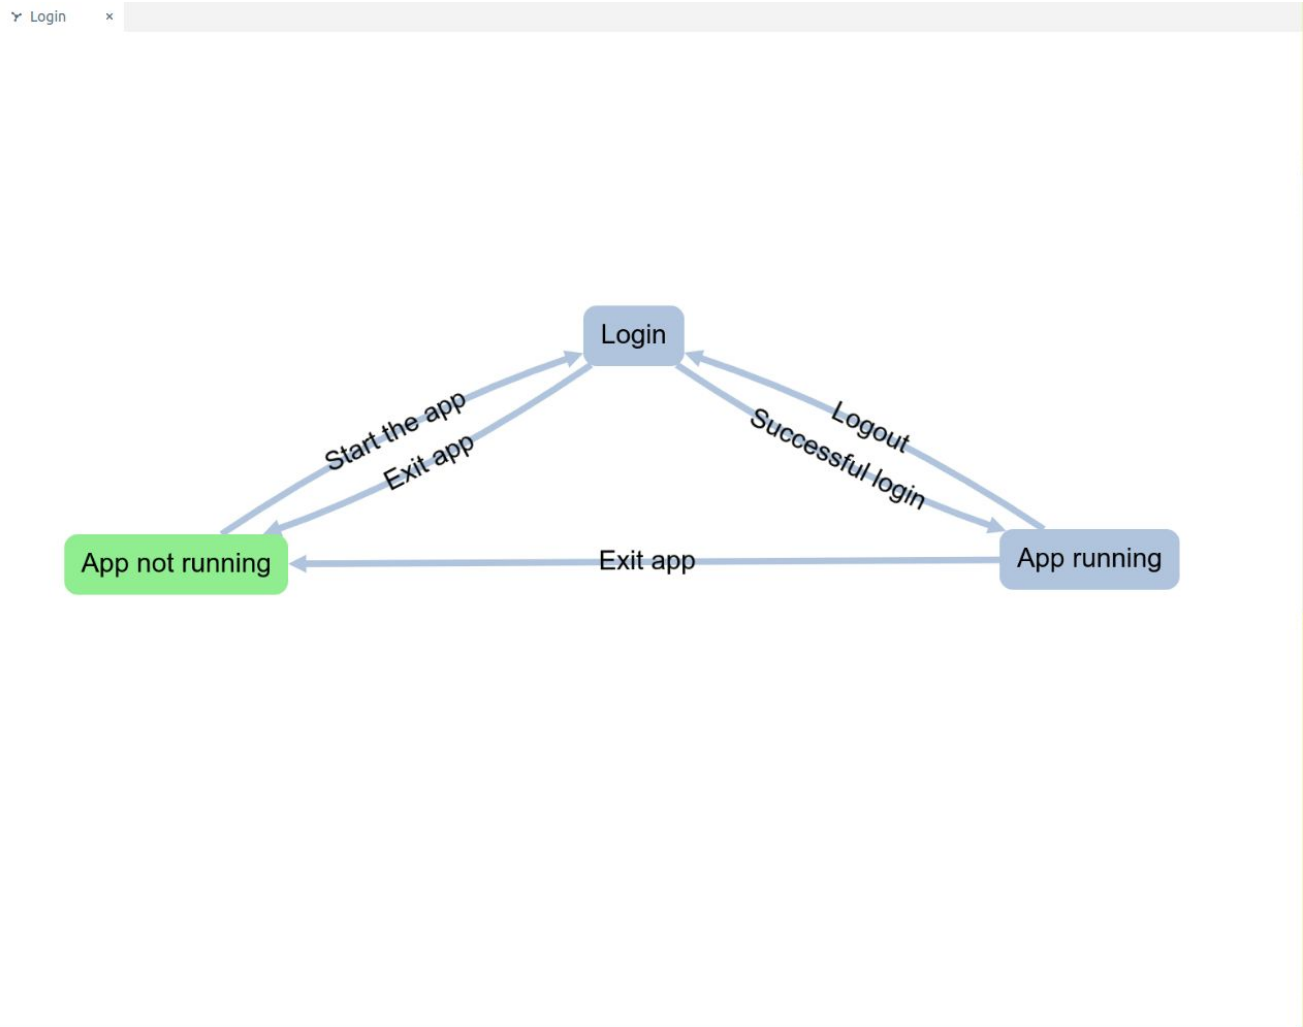 Login
Login
Start the app
Exit app
Logout
Successful login
App not running
Exit app
App running